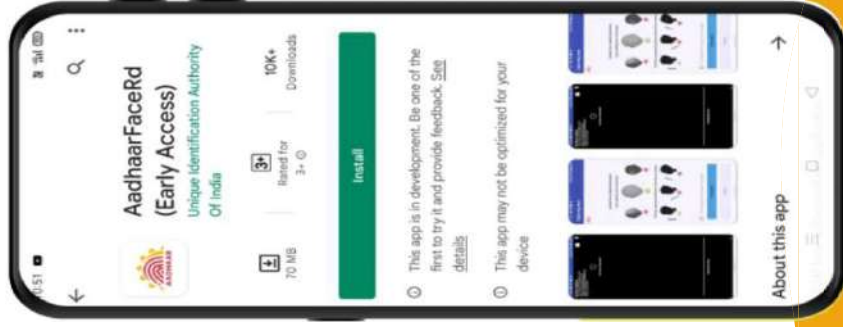 0:51
AadhaarFaceRd
(Early Access)
Unique Identification Authority
Of India
AADHAAR
70 MB
3+
Rated for
3+
10K+
Downloads
Install
This app is in development. Be one of the
first to try it and provide feedback. See
details
This app may not be optimized for your
device
About this app